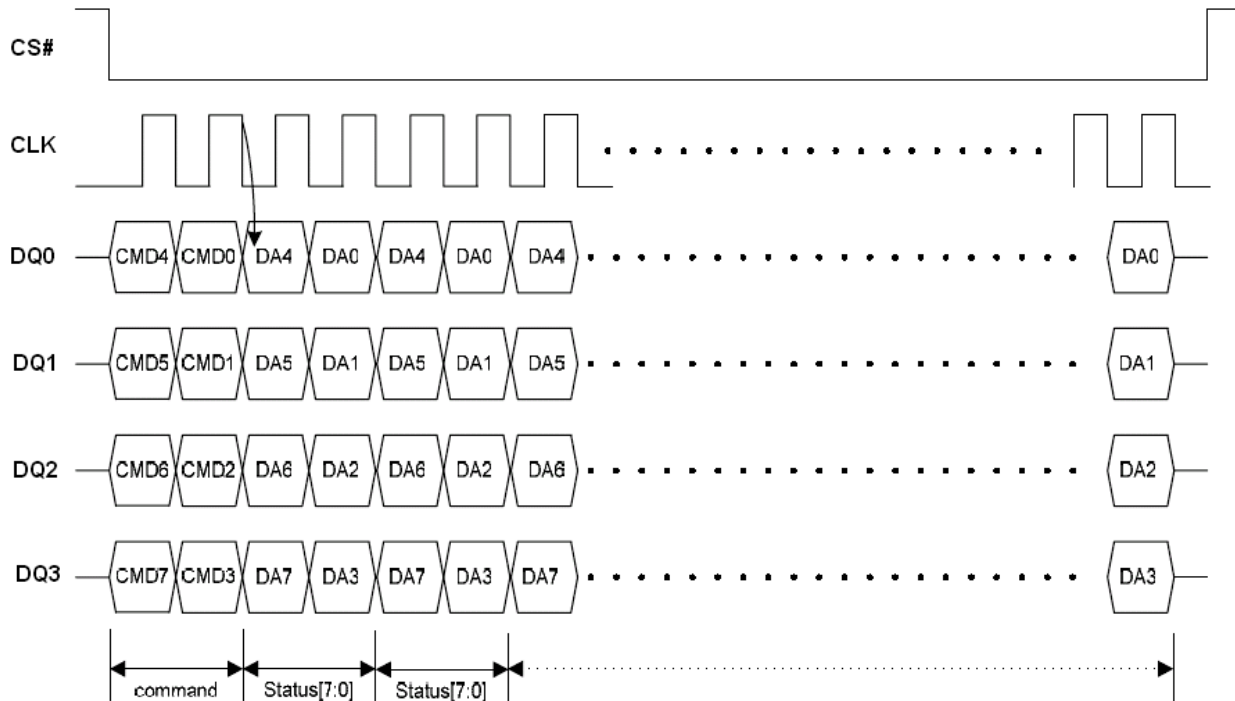 CS#
CLK
DQ0 CMD4 CMD0 DA4 DA0 DA4 DA0 DA4 DA0
DQ1 CMD5 CMD1 DA5 DA1 DA5 DA1 DA5 DA1
DQ2 CMD6 CMD2 DA6 DA2 DA6 DA2 DA6 DA2
DQ3 CMD7 CMD3 DA7 DA3 DA7 DA3 DA7 DA3
command Status[7:0] Status[7:0]